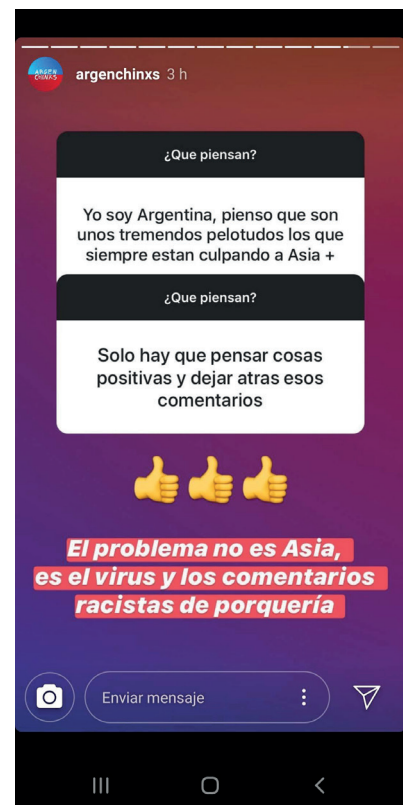 ARGEN
CHINXS
argenchinxs 3 h
¿Que piensan?
Yo soy Argentina, pienso que son
unos tremendos pelotudos los que
siempre estan culpando a Asia +
¿Que piensan?
Solo hay que pensar cosas
positivas y dejar atras esos
comentarios
El problema no es Asia,
es el virus y los comentarios
racistas de porquería
Enviar mensaje